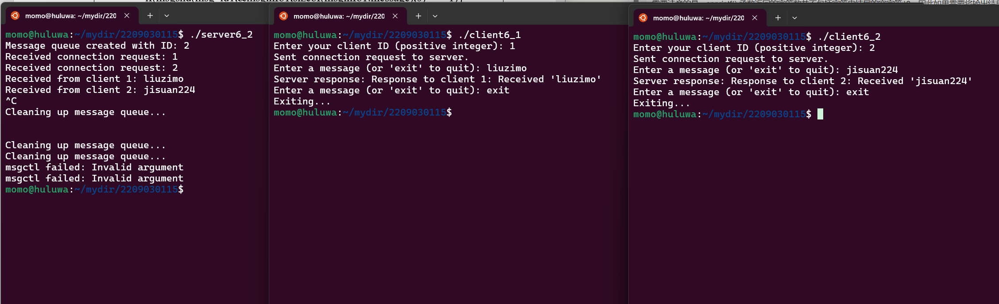 momo@huluwa: ~/mydir/220
momo@huluwa:~/mydir/2209030115$ ./server6_2
Message queue created with ID: 2
Received connection request: 1
Received connection request: 2
Received from client 1: liuzimo
Received from client 2: jisuan224
^C
Cleaning up message queue...
Cleaning up message queue...
Cleaning up message queue...
msgctl failed: Invalid argument
msgctl failed: Invalid argument
momo@huluwa:~/mydir/2209030115$
momo@huluwa: ~/mydir/220
momo@huluwa:~/mydir/2209030115$ ./client6_1
Enter your client ID (positive integer): 1
Sent connection request to server.
Enter a message (or 'exit' to quit): liuzimo
Server response: Response to client 1: Received 'liuzimo'
Enter a message (or 'exit' to quit): exit
Exiting...
momo@huluwa:~/mydir/2209030115$
momo@huluwa: ~/mydir/220
momo@huluwa:~/mydir/2209030115$ ./client6_2
Enter your client ID (positive integer): 2
Sent connection request to server.
Enter a message (or 'exit' to quit): jisuan224
Server response: Response to client 2: Received 'jisuan224'
Enter a message (or 'exit' to quit): exit
Exiting...
momo@huluwa:~/mydir/2209030115$